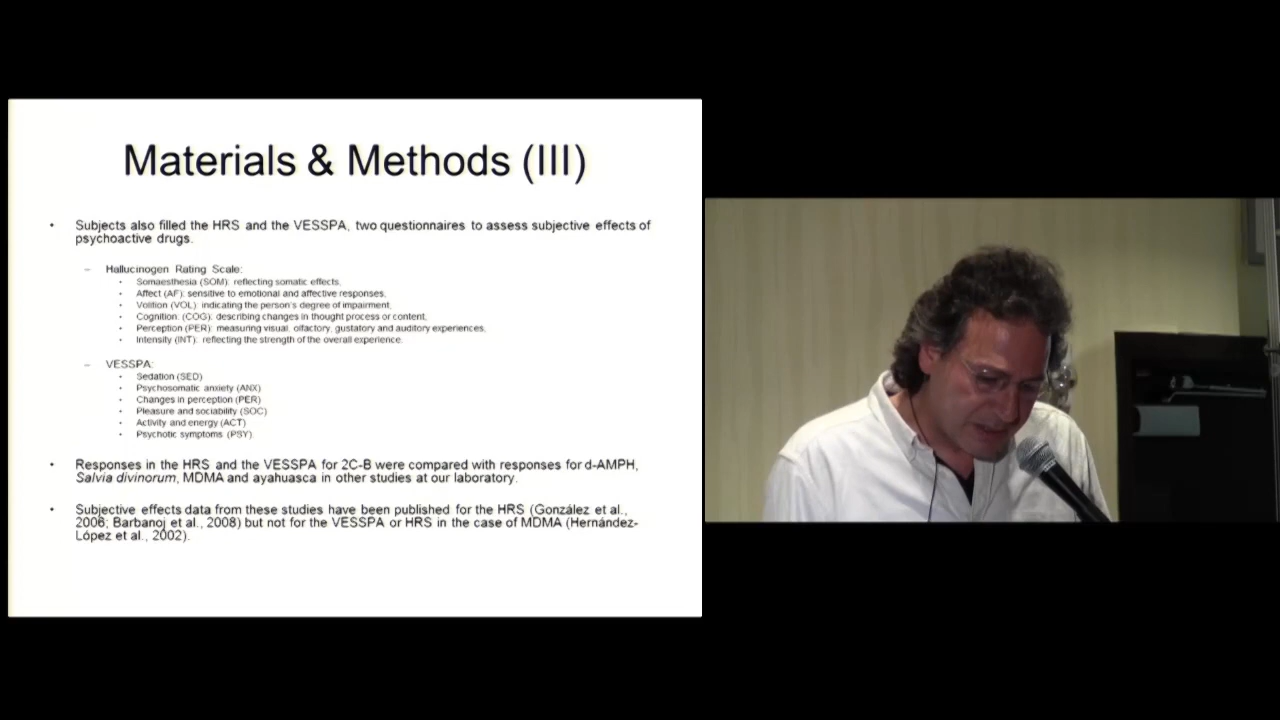 Materials & Methods (III)
• Subjects also filled the HRS and the VESSPA, two questionnaires to assess subjective effects of
psychoactive drugs.
– Hallucinogen Rating Scale:
• Somaesthesia (SOM): reflecting somatic effects.
• Affect (AF): sensitive to emotional and affective responses.
• Volition (VOL): indicating the person's degree of impairment.
• Cognition: (COG): describing changes in thought process or content.
• Perception (PER): measuring visual, olfactory, gustatory and auditory experiences.
• Intensity (INT): reflecting the strength of the overall experience.
– VESSPA:
• Sedation (SED)
• Psychosomatic anxiety (ANX)
• Changes in perception (PER)
• Pleasure and sociability (SOC)
• Activity and energy (ACT)
• Psychotic symptoms (PSY).
• Responses in the HRS and the VESSPA for 2C-B were compared with responses for d-AMPH,
Salvia divinorum, MDMA and ayahuasca in other studies at our laboratory.
• Subjective effects data from these studies have been published for the HRS (González et al.,
2006; Barbanoj et al., 2008) but not for the VESSPA or HRS in the case of MDMA (Hernández-
López et al., 2002).